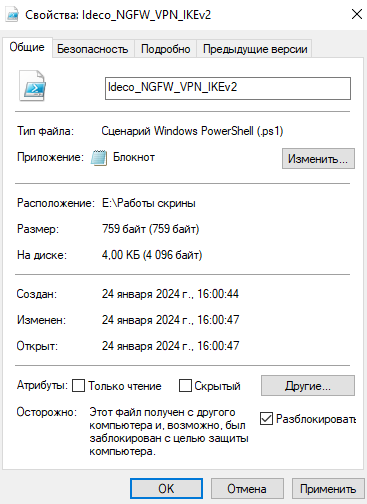 Свойства: Ideco_NGFW_VPN_IKEv2
Общие Безопасность Подробно Предыдущие версии
Ideco_NGFW_VPN_IKEv2
Тип файла: Сценарий Windows PowerShell (.ps1)
Приложение: Блокнот Изменить...
Расположение: E:\Работы скрины
Размер: 759 байт (759 байт)
На диске: 4,00 КБ (4 096 байт)
Создан: 24 января 2024 г., 16:00:44
Изменен: 24 января 2024 г., 16:00:47
Открыт: 24 января 2024 г., 16:00:47
Атрибуты: Только чтение Скрытый Другие...
Осторожно: Этот файл получен с другого Разблокировать
компьютера и, возможно, был
заблокирован с целью защиты
компьютера.
OK Отмена Применить